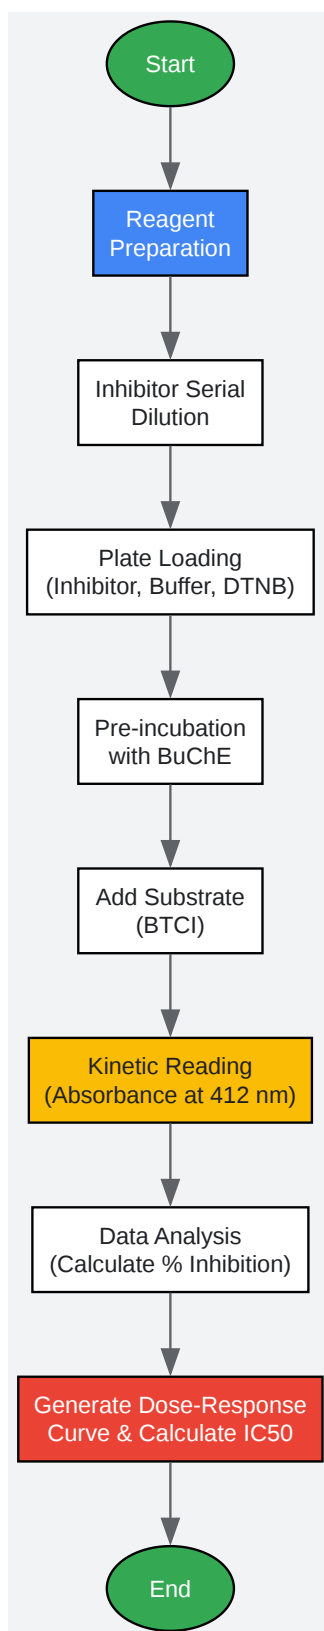 Start
Reagent
Preparation
Inhibitor Serial
Dilution
Plate Loading
(Inhibitor, Buffer, DTNB)
Pre-incubation
with BuChE
Add Substrate
(BTCI)
Kinetic Reading
(Absorbance at 412 nm)
Data Analysis
(Calculate % Inhibition)
Generate Dose-Response
Curve & Calculate IC50
End